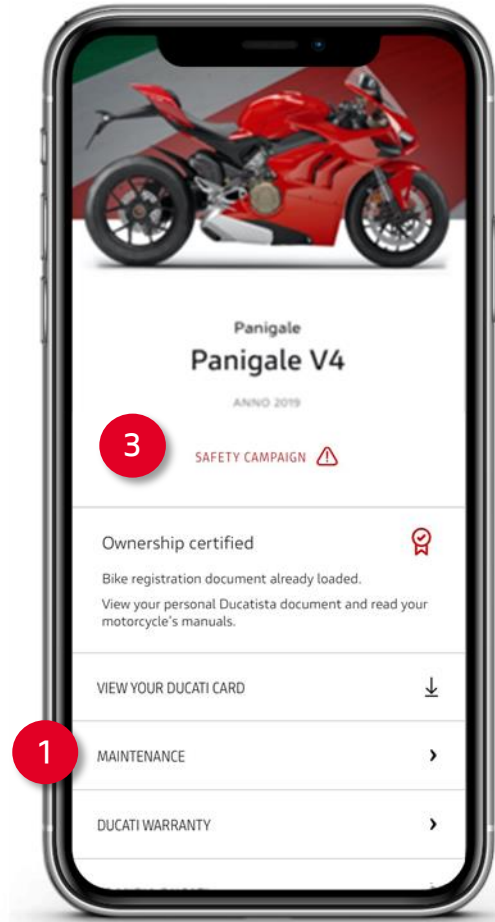 Panigale
Panigale V4
ANNO 2019
3
SAFETY CAMPAIGN
Ownership certified
Bike registration document already loaded.
View your personal Ducatista document and read your
motorcycle's manuals.
VIEW YOUR DUCATI CARD
1
MAINTENANCE
DUCATI WARRANTY